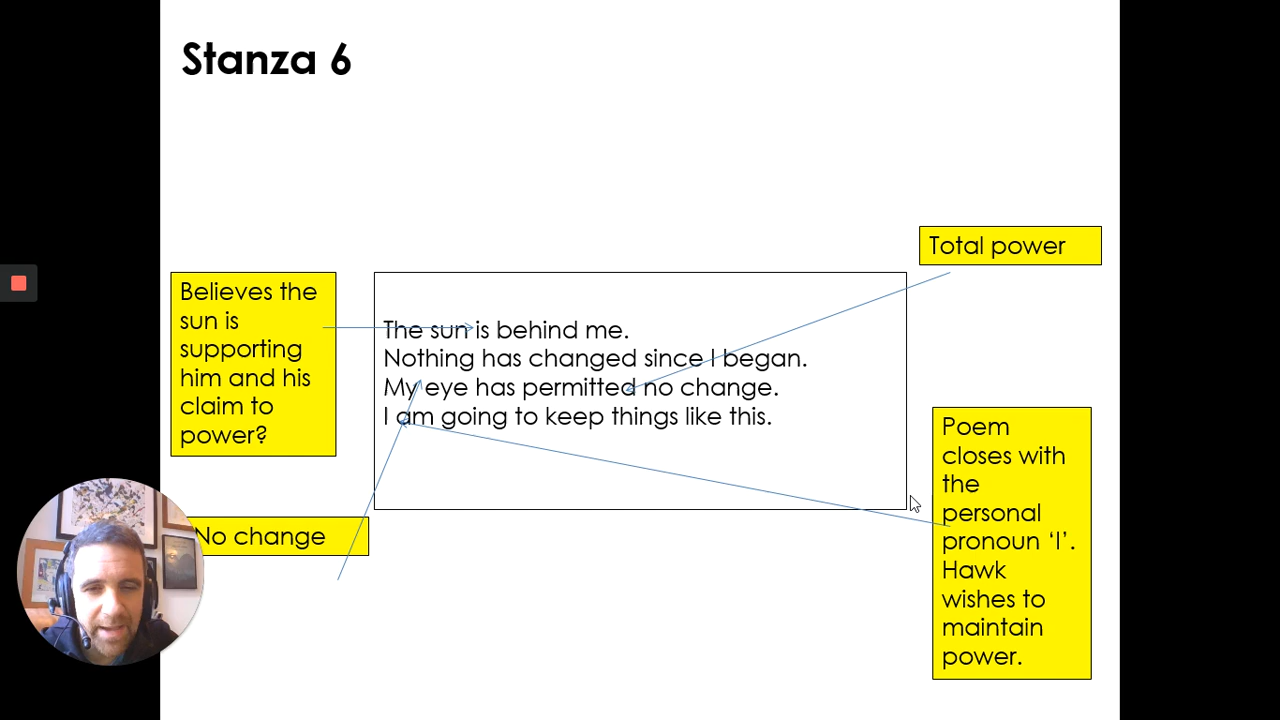 Stanza 6
Total power
Believes the
sun is
supporting
him and his
claim to
power?
The sun is behind me.
Nothing has changed since I began.
My eye has permitted no change.
I am going to keep things like this.
Poem
closes with
the
personal
pronoun ‘I’.
Hawk
wishes to
maintain
power.
No change